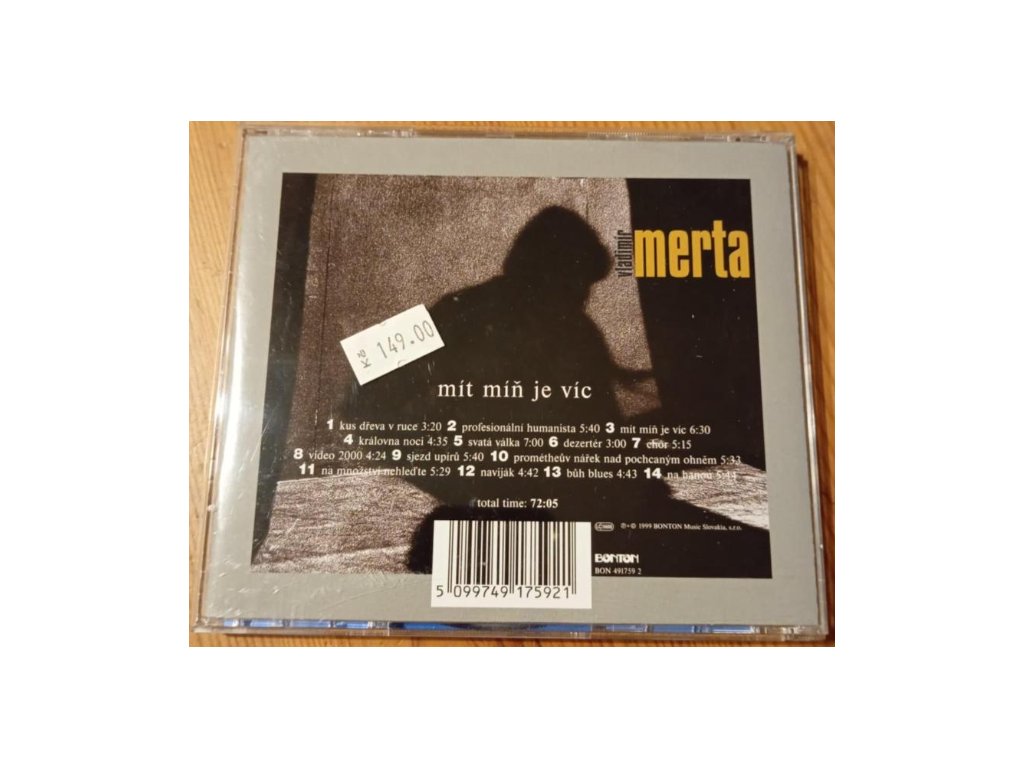 vladimír
merta
Kč 149.00
mít míň je víc
1 kus dřeva v ruce 3:20 2 profesionální humanista 5:40 3 mít míň je víc 6:30
4 královna nocí 4:35 5 svatá válka 7:00 6 dezertér 3:00 7 chór 5:15
8 video 2000 4:24 9 sjezd upírů 5:40 10 prométheův nářek nad pochcaným ohněm 5:33
11 na množství nehleďte 5:29 12 naviják 4:42 13 bůh blues 4:43 14 na banou
total time: 72:05
℗+© 1999 BONTON Music Slovakia, s.r.o.
BONTON
BON 491759 2
5 099749 175921